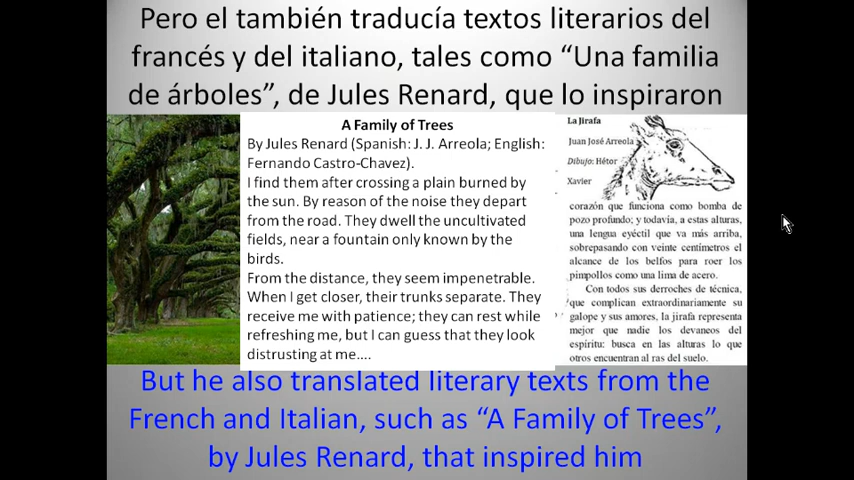 Pero el también traducía textos literarios del
francés y del italiano, tales como “Una familia
de árboles”, de Jules Renard, que lo inspiraron
A Family of Trees
By Jules Renard (Spanish: J. J. Arreola; English:
Fernando Castro-Chavez).
I find them after crossing a plain burned by
the sun. By reason of the noise they depart
from the road. They dwell the uncultivated
fields, near a fountain only known by the
birds.
From the distance, they seem impenetrable.
When I get closer, their trunks separate. They
receive me with patience; they can rest while
refreshing me, but I can guess that they look
distrusting at me....
La Jirafa
Juan José Arreola
Dibujo: Hétor
Xavier
corazón que funciona como bomba de
pozo profundo; y todavía, a estas alturas,
una lengua eyéctil que va más arriba,
sobrepasando con veinte centímetros el
alcance de los belfos para roer los
pimpollos como una lima de acero.
Con todos sus derroches de técnica,
que complican extraordinariamente su
galope y sus amores, la jirafa representa
mejor que nadie los devaneos del
espíritu: busca en las alturas lo que
otros encuentran al ras del suelo.
But he also translated literary texts from the
French and Italian, such as “A Family of Trees”,
by Jules Renard, that inspired him